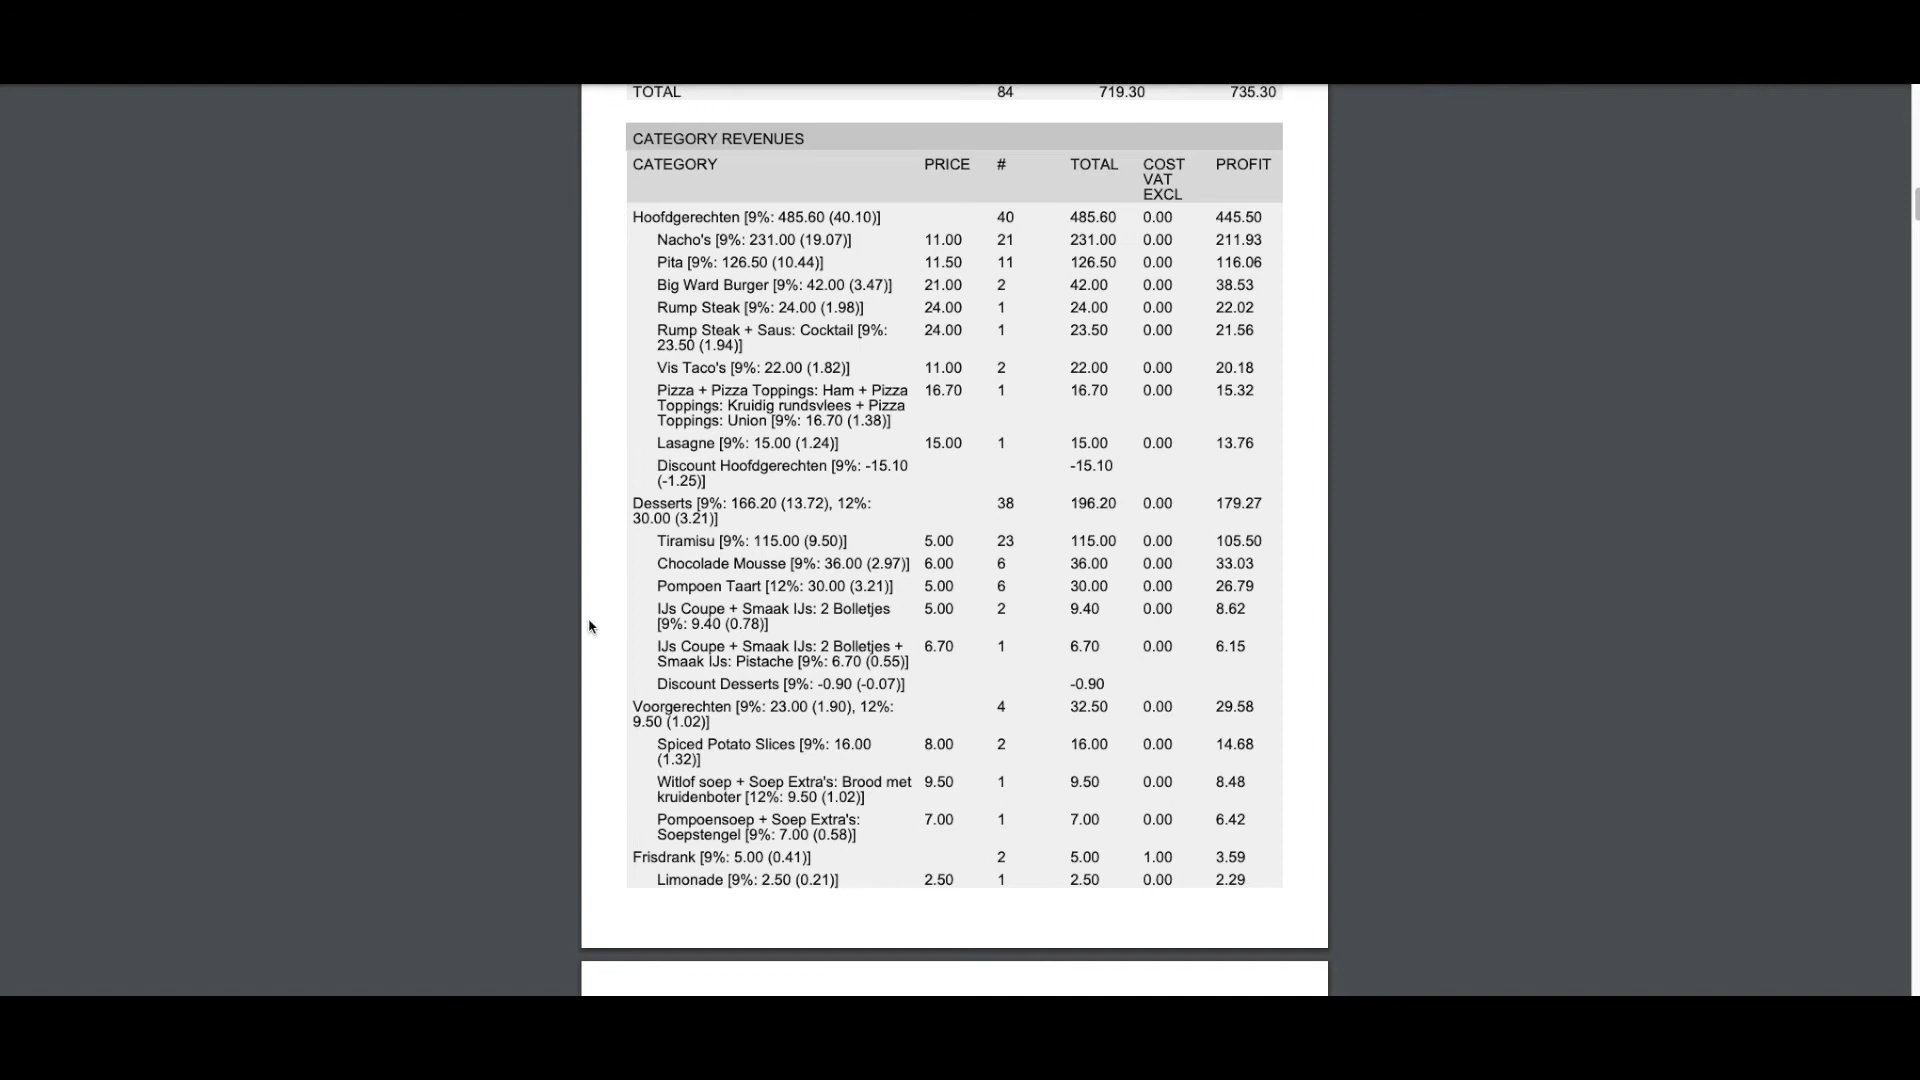 TOTAL 84 719.30 735.30
CATEGORY REVENUES
CATEGORY PRICE # TOTAL COST PROFIT
VAT
EXCL
Hoofdgerechten [9%: 485.60 (40.10)] 40 485.60 0.00 445.50
Nacho's [9%: 231.00 (19.07)] 11.00 21 231.00 0.00 211.93
Pita [9%: 126.50 (10.44)] 11.50 11 126.50 0.00 116.06
Big Ward Burger [9%: 42.00 (3.47)] 21.00 2 42.00 0.00 38.53
Rump Steak [9%: 24.00 (1.98)] 24.00 1 24.00 0.00 22.02
Rump Steak + Saus: Cocktail [9%: 24.00 1 23.50 0.00 21.56
23.50 (1.94)]
Vis Taco's [9%: 22.00 (1.82)] 11.00 2 22.00 0.00 20.18
Pizza + Pizza Toppings: Ham + Pizza 16.70 1 16.70 0.00 15.32
Toppings: Kruidig rundsvlees + Pizza
Toppings: Union [9%: 16.70 (1.38)]
Lasagne [9%: 15.00 (1.24)] 15.00 1 15.00 0.00 13.76
Discount Hoofdgerechten [9%: -15.10 -15.10
(-1.25)]
Desserts [9%: 166.20 (13.72), 12%: 38 196.20 0.00 179.27
30.00 (3.21)]
Tiramisu [9%: 115.00 (9.50)] 5.00 23 115.00 0.00 105.50
Chocolade Mousse [9%: 36.00 (2.97)] 6.00 6 36.00 0.00 33.03
Pompoen Taart [12%: 30.00 (3.21)] 5.00 6 30.00 0.00 26.79
IJs Coupe + Smaak IJs: 2 Bolletjes 5.00 2 9.40 0.00 8.62
[9%: 9.40 (0.78)]
IJs Coupe + Smaak IJs: 2 Bolletjes + 6.70 1 6.70 0.00 6.15
Smaak IJs: Pistache [9%: 6.70 (0.55)]
Discount Desserts [9%: -0.90 (-0.07)] -0.90
Voorgerechten [9%: 23.00 (1.90), 12%: 4 32.50 0.00 29.58
9.50 (1.02)]
Spiced Potato Slices [9%: 16.00 8.00 2 16.00 0.00 14.68
(1.32)]
Witlof soep + Soep Extra's: Brood met 9.50 1 9.50 0.00 8.48
kruidenboter [12%: 9.50 (1.02)]
Pompoensoep + Soep Extra's: 7.00 1 7.00 0.00 6.42
Soepstengel [9%: 7.00 (0.58)]
Frisdrank [9%: 5.00 (0.41)] 2 5.00 1.00 3.59
Limonade [9%: 2.50 (0.21)] 2.50 1 2.50 0.00 2.29